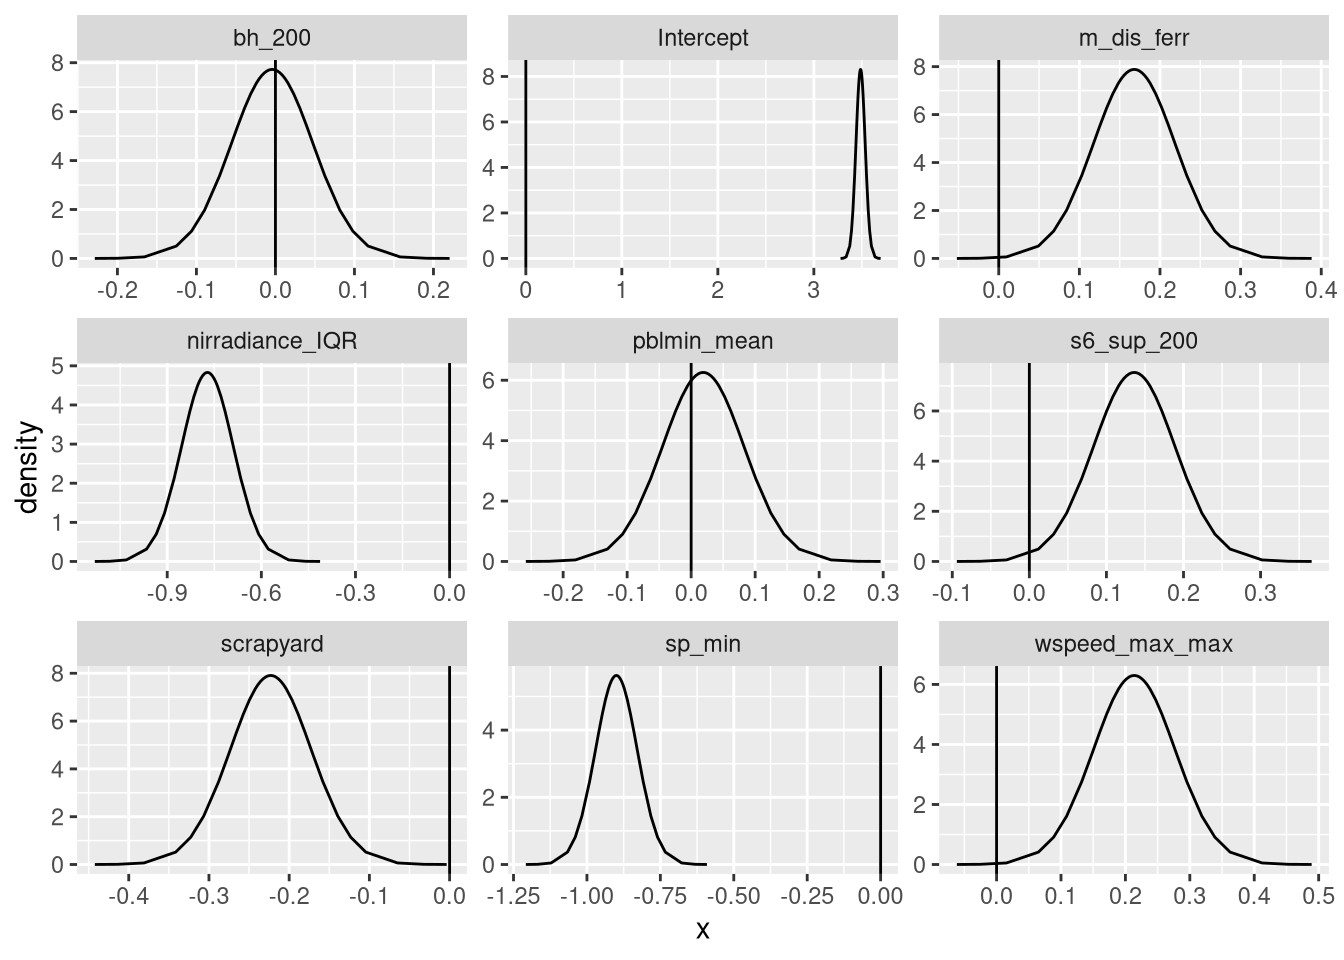 bh_200
Intercept
m_dis_ferr
8
6
4
2
0
-0.2 -0.1 0.0 0.1 0.2
8
6
4
2
0
0 1 2 3
8
6
4
2
0
0.0 0.1 0.2 0.3 0.4
nirradiance_IQR
pblmin_mean
s6_sup_200
5
4
3
2
1
0
-0.9 -0.6 -0.3 0.0
6
4
2
0
-0.2 -0.1 0.0 0.1 0.2 0.3
6
4
2
0
-0.1 0.0 0.1 0.2 0.3
scrapyard
sp_min
wspeed_max_max
8
6
4
2
0
-0.4 -0.3 -0.2 -0.1 0.0
4
2
0
-1.25 -1.00 -0.75 -0.50 -0.25 0.00
6
4
2
0
0.0 0.1 0.2 0.3 0.4 0.5
density
x